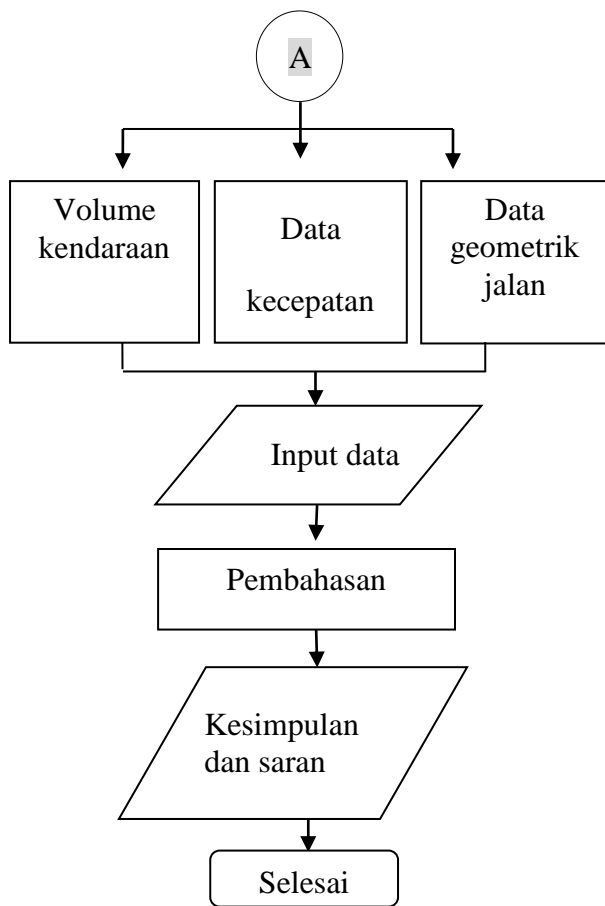 A
Volume
kendaraan
Data
kecepatan
Data
geometrik
jalan
Input data
Pembahasan
Kesimpulan
dan saran
Selesai